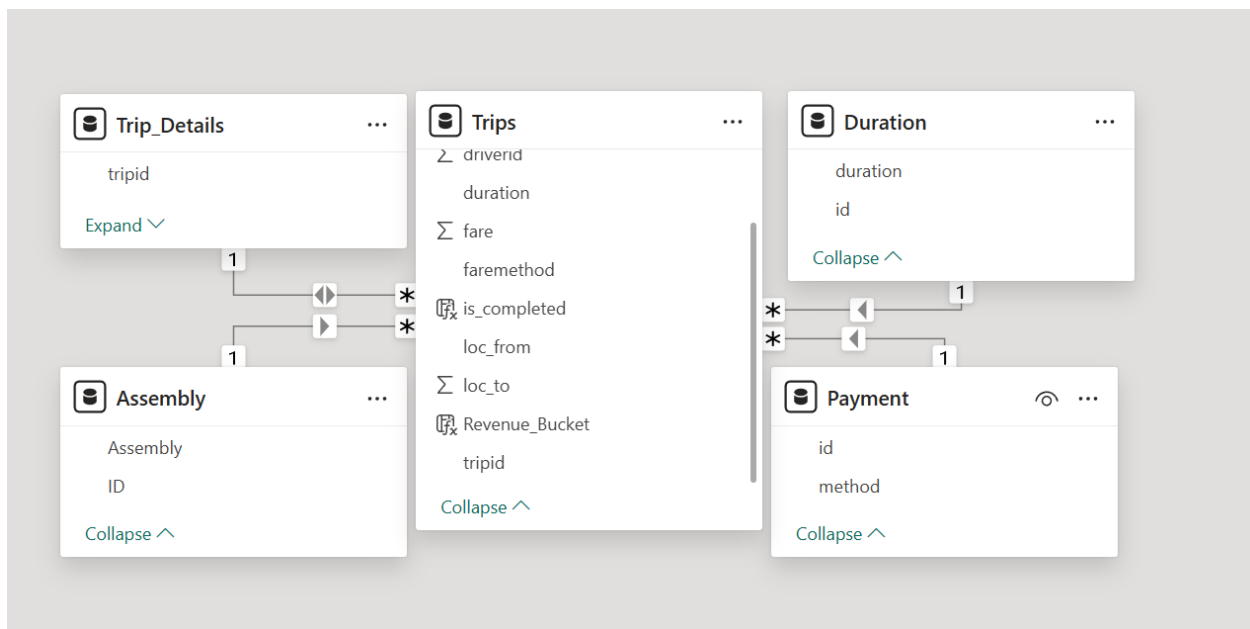 Trip_Details
tripid
Expand
1
*
Assembly
Assembly
ID
Collapse
1
*
Trips
driverid
duration
fare
faremethod
is_completed
loc_from
loc_to
Revenue_Bucket
tripid
Collapse
Duration
duration
id
Collapse
1
*
Payment
id
method
Collapse
1
*